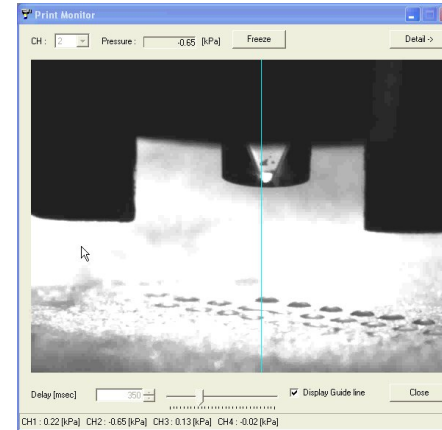 Print Monitor
CH : 2 Pressure : -0.65 [kPa] Freeze Detail ->
Delay [msec] 350 Display Guide line Close
CH1 : 0.22 [kPa] CH2 : -0.65 [kPa] CH3 : 0.13 [kPa] CH4 : -0.02 [kPa]